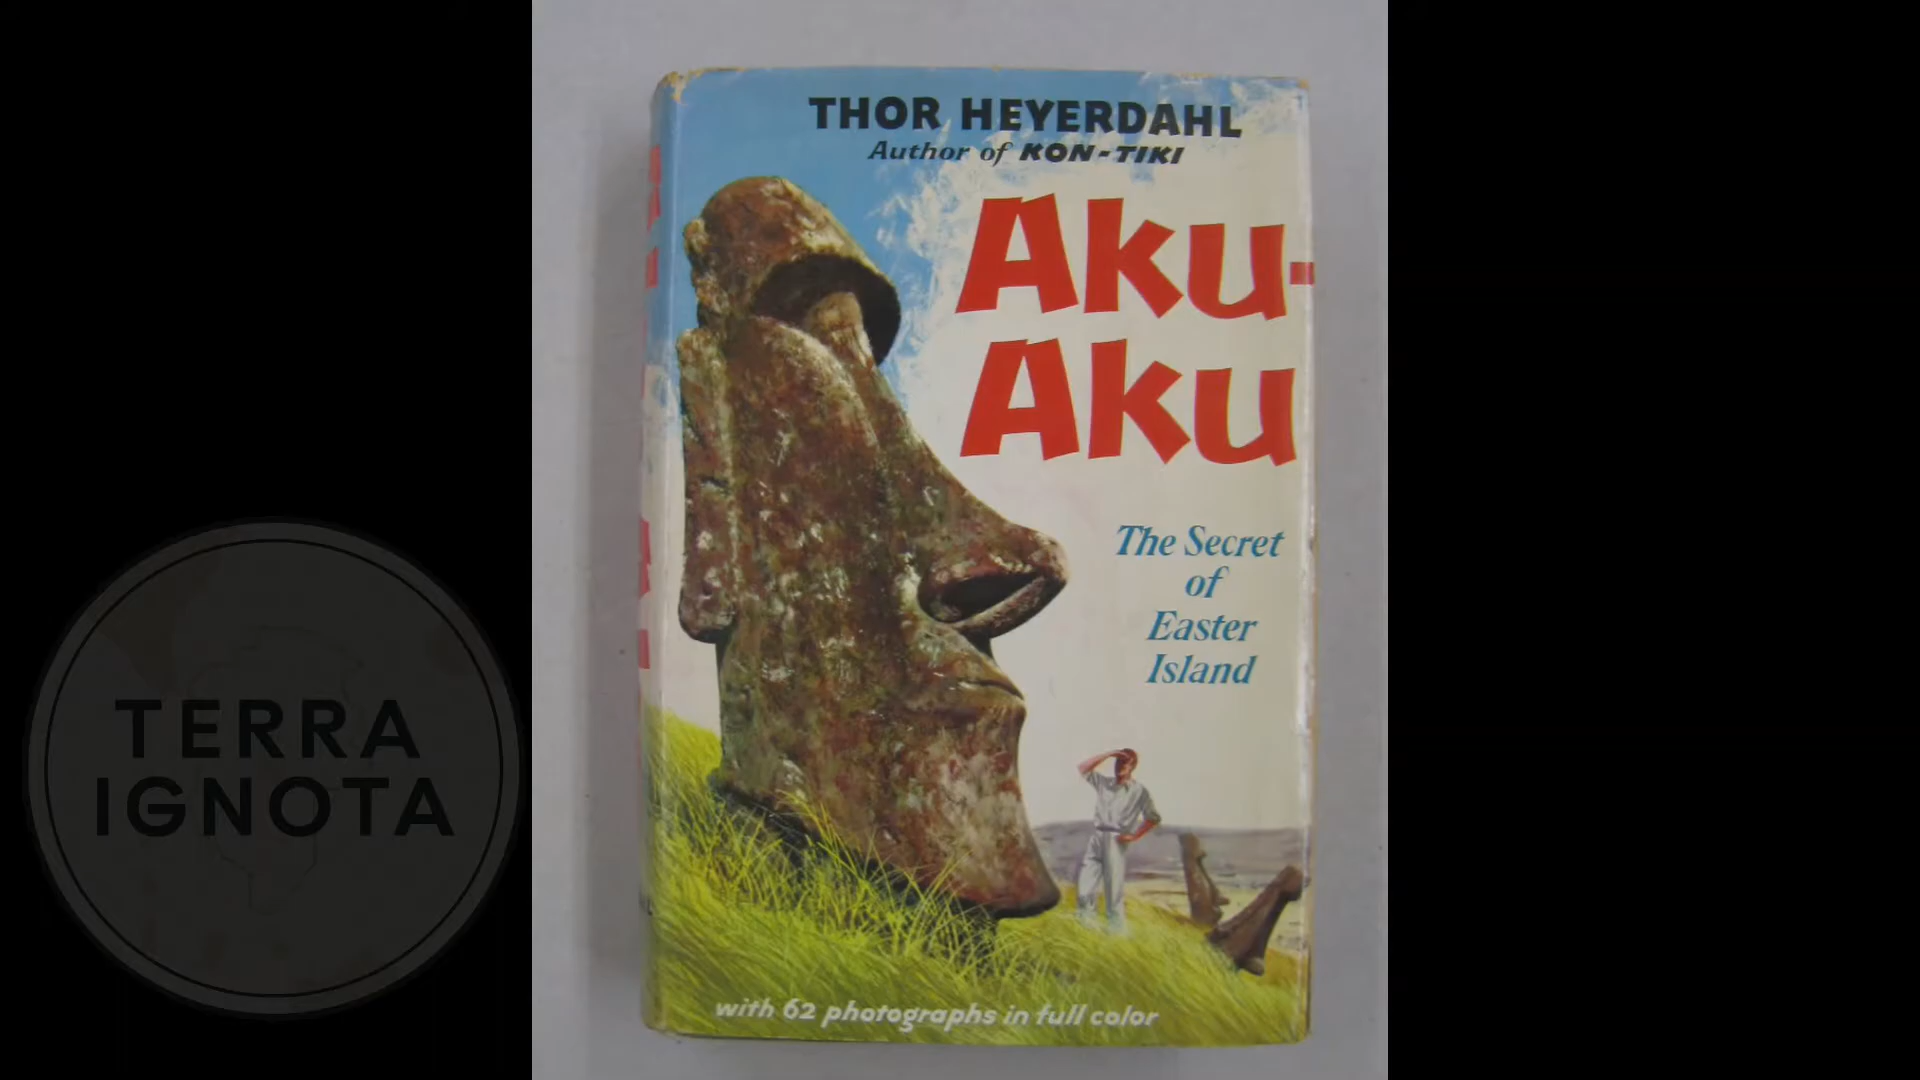 THOR HEYERDAHL
Author of KON-TIKI
Aku-
Aku
The Secret
of
Easter
Island
with 62 photographs in full color
TERRA
IGNOTA